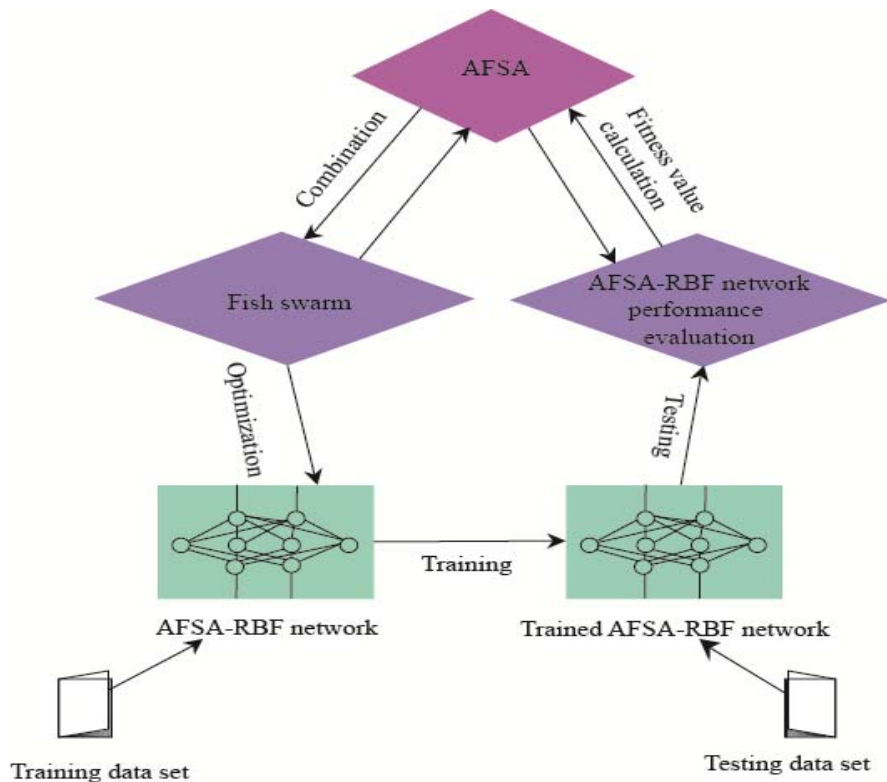 AFSA
Combination
Fitness value
calculation
Fish swarm
AFSA-RBF network
performance
evaluation
Optimization
Testing
Training
AFSA-RBF network
Trained AFSA-RBF network
Training data set
Testing data set